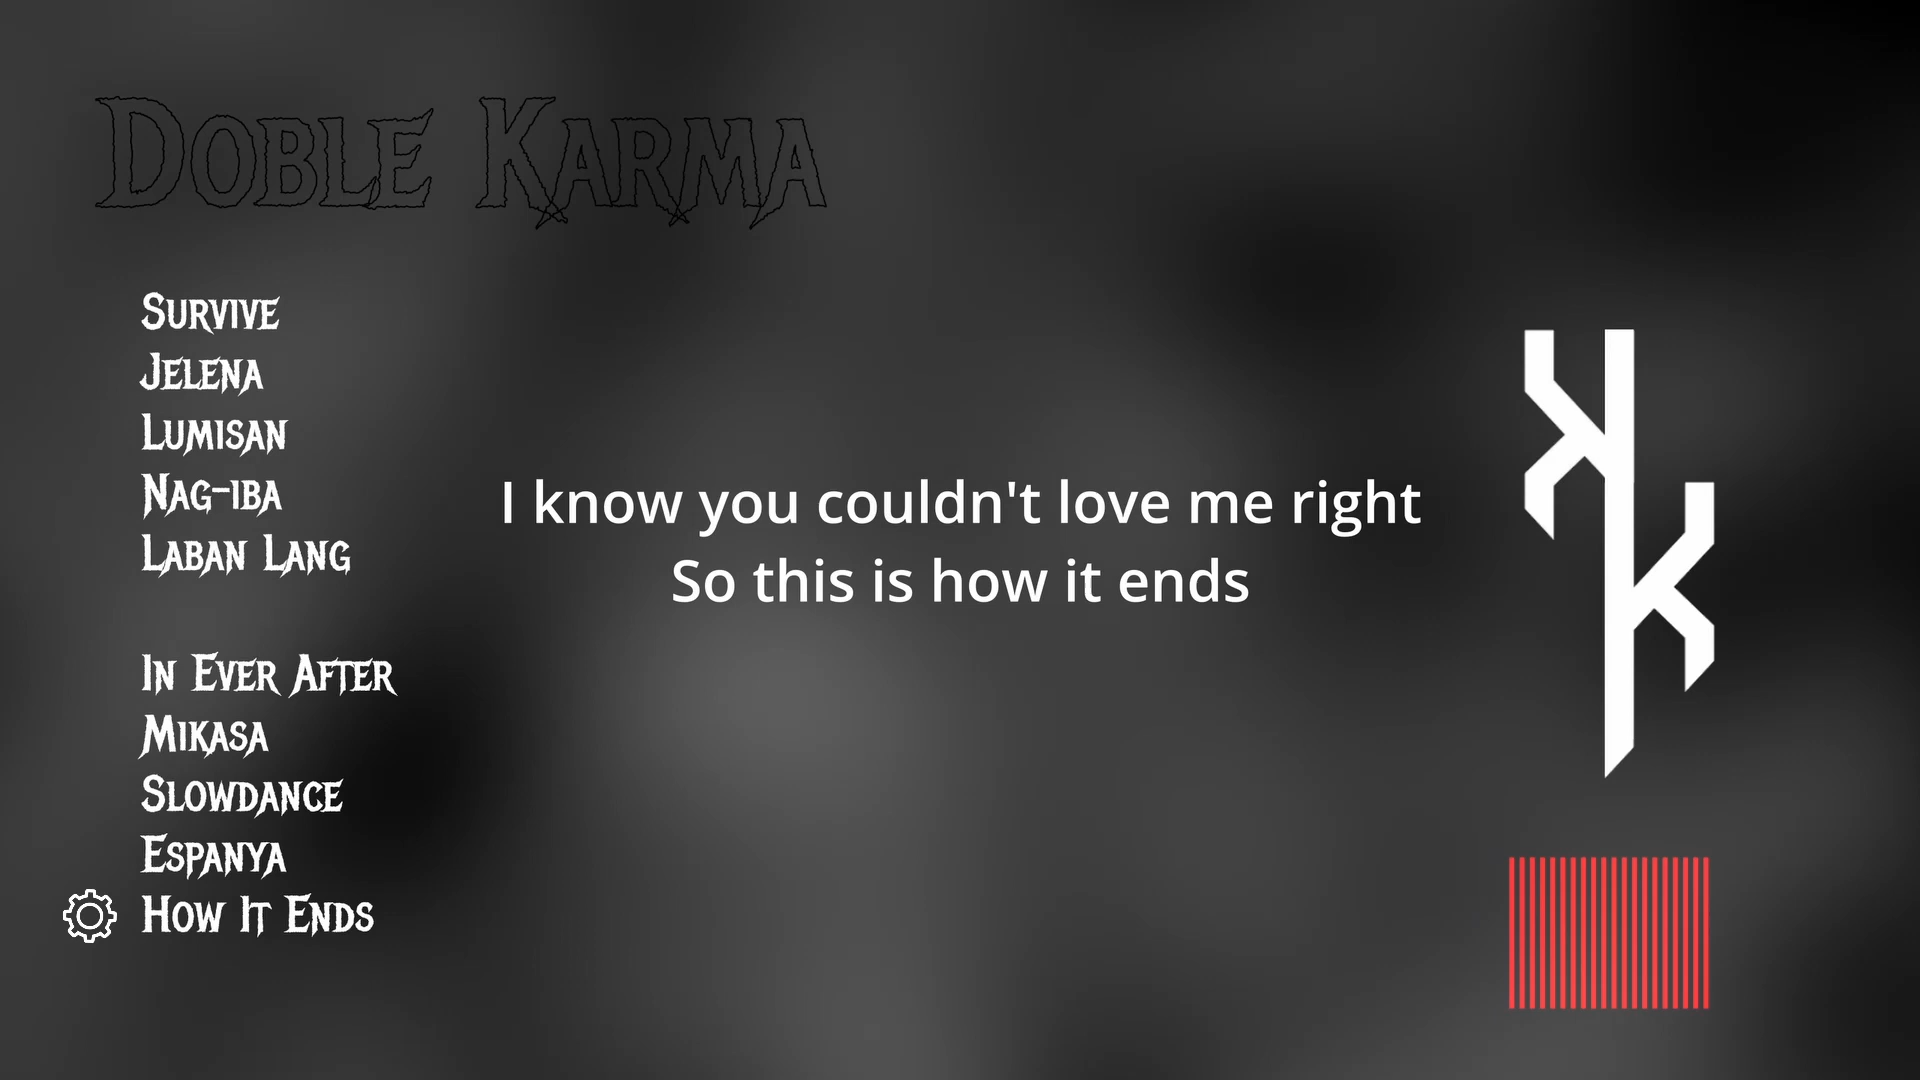 Doble Karma
Survive
Jelena
Lumisan
Nag-iba
Laban Lang
I know you couldn't love me right
So this is how it ends
In Ever After
Mikasa
Slowdance
Espanya
How It Ends